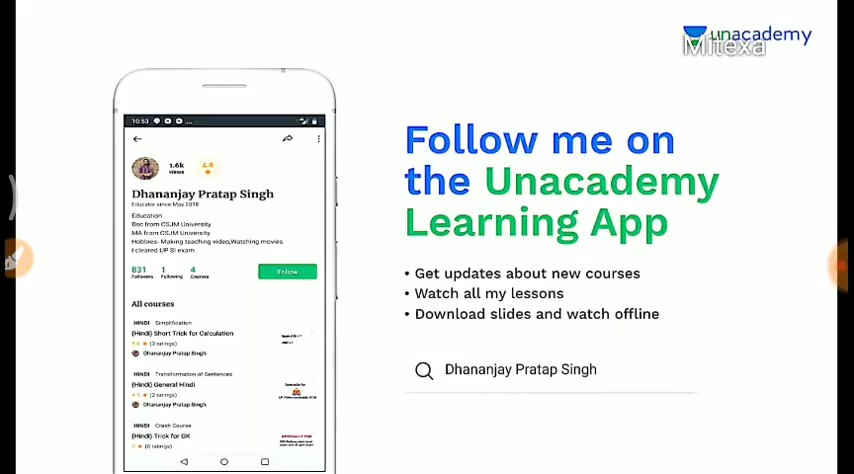 unacademy
Mitexa
Follow me on
the Unacademy
Learning App
• Get updates about new courses
• Watch all my lessons
• Download slides and watch offline
Dhananjay Pratap Singh
10:53
1.6k
views
Dhananjay Pratap Singh
Educator since May 2018
Education
Bsc from CSJM University
MA from CSJM University
Hobbies- Making teaching video,Watching movies
I cleared UP SI exam
831 1 4
Followers Following Courses
Follow
All courses
HINDI Simplification
(Hindi) Short Trick for Calculation
(3 ratings)
Dhananjay Pratap Singh
HINDI Transformation of Sentences
(Hindi) General Hindi
(2 ratings)
Dhananjay Pratap Singh
HINDI Crash Course
(Hindi) Trick for GK
(0 ratings)